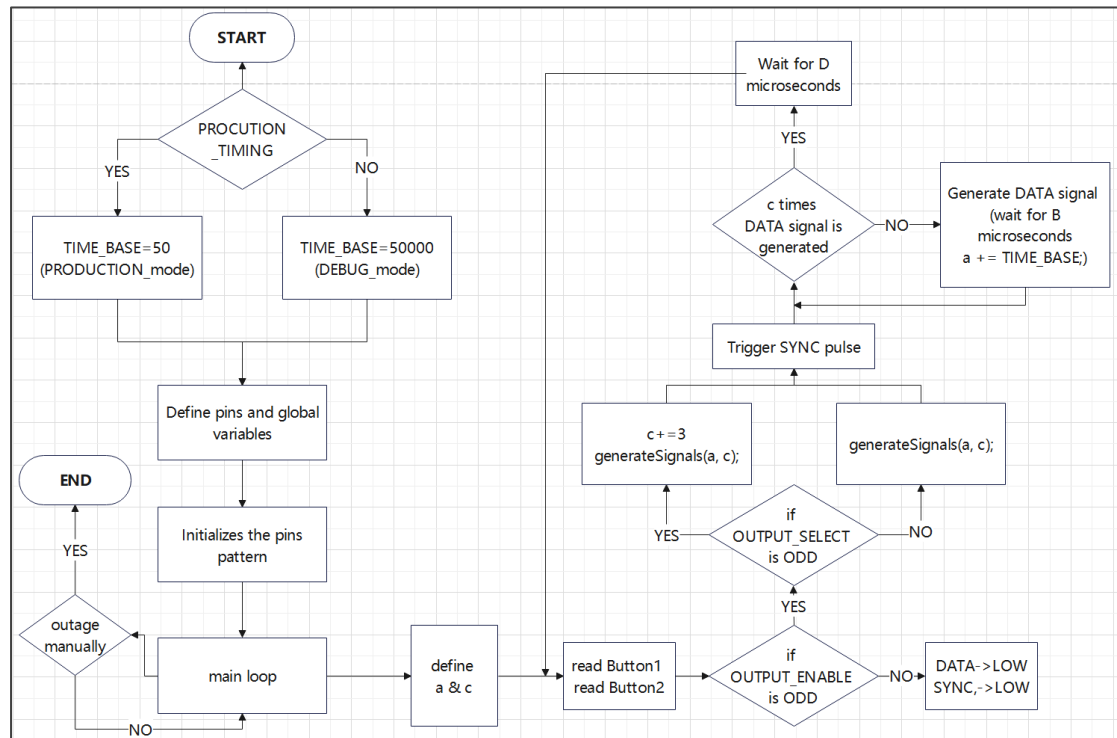 START
PROCUTION
_TIMING
YES
NO
TIME_BASE=50
(PRODUCTION_mode)
TIME_BASE=50000
(DEBUG_mode)
Define pins and global
variables
END
Initializes the pins
pattern
YES
outage
manually
NO
main loop
define
a & c
Wait for D
microseconds
YES
c times
DATA signal is
generated
NO
Generate DATA signal
(wait for B
microseconds
a += TIME_BASE;)
Trigger SYNC pulse
c+=3
generateSignals(a, c);
generateSignals(a, c);
YES
if
OUTPUT_SELECT
is ODD
NO
YES
read Button1
read Button2
if
OUTPUT_ENABLE
is ODD
NO
DATA->LOW
SYNC,->LOW